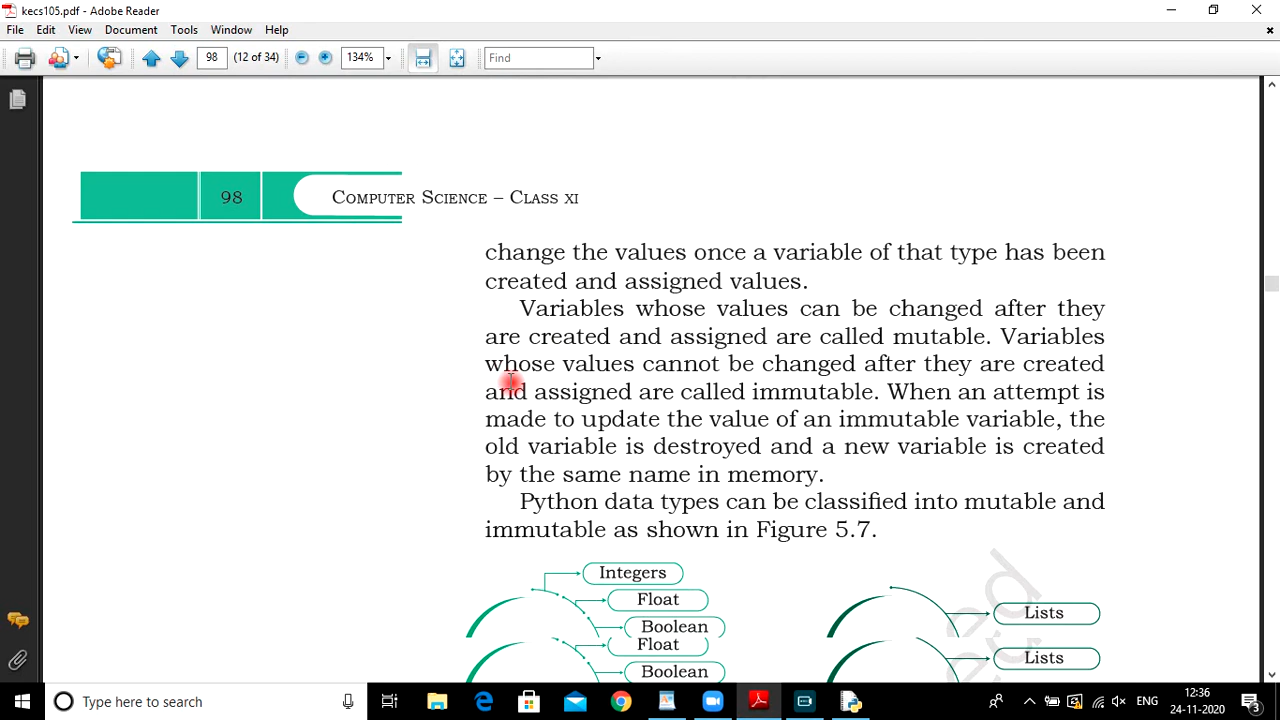 kecs105.pdf - Adobe Reader
File Edit View Document Tools Window Help
98 (12 of 34) 134% Find
98 COMPUTER SCIENCE – CLASS XI
change the values once a variable of that type has been
created and assigned values.
Variables whose values can be changed after they
are created and assigned are called mutable. Variables
whose values cannot be changed after they are created
and assigned are called immutable. When an attempt is
made to update the value of an immutable variable, the
old variable is destroyed and a new variable is created
by the same name in memory.
Python data types can be classified into mutable and
immutable as shown in Figure 5.7.
Integers
Float
Lists
Boolean
Float
Lists
Boolean
Type here to search
ENG
12:36
24-11-2020
3